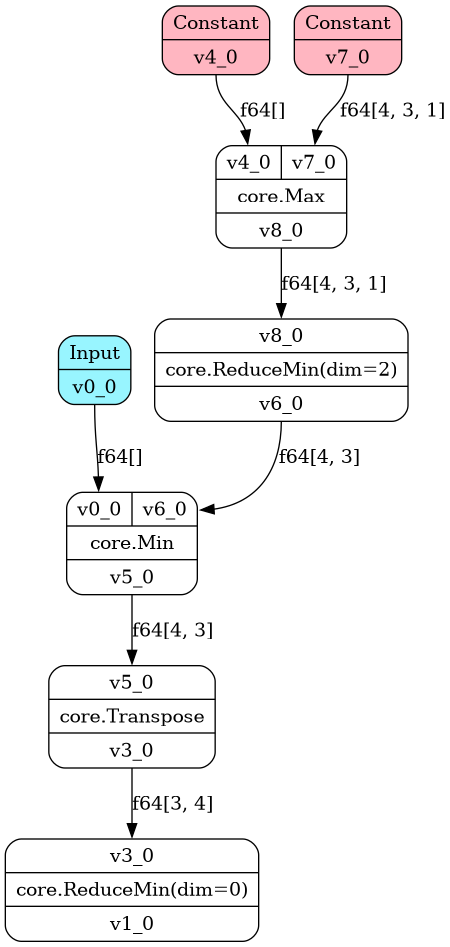 Constant
v4_0
Constant
v7_0
f64[]
f64[4, 3, 1]
v4_0
v7_0
core.Max
v8_0
f64[4, 3, 1]
Input
v0_0
v8_0
core.ReduceMin(dim=2)
v6_0
f64[]
f64[4, 3]
v0_0
v6_0
core.Min
v5_0
f64[4, 3]
v5_0
core.Transpose
v3_0
f64[3, 4]
v3_0
core.ReduceMin(dim=0)
v1_0